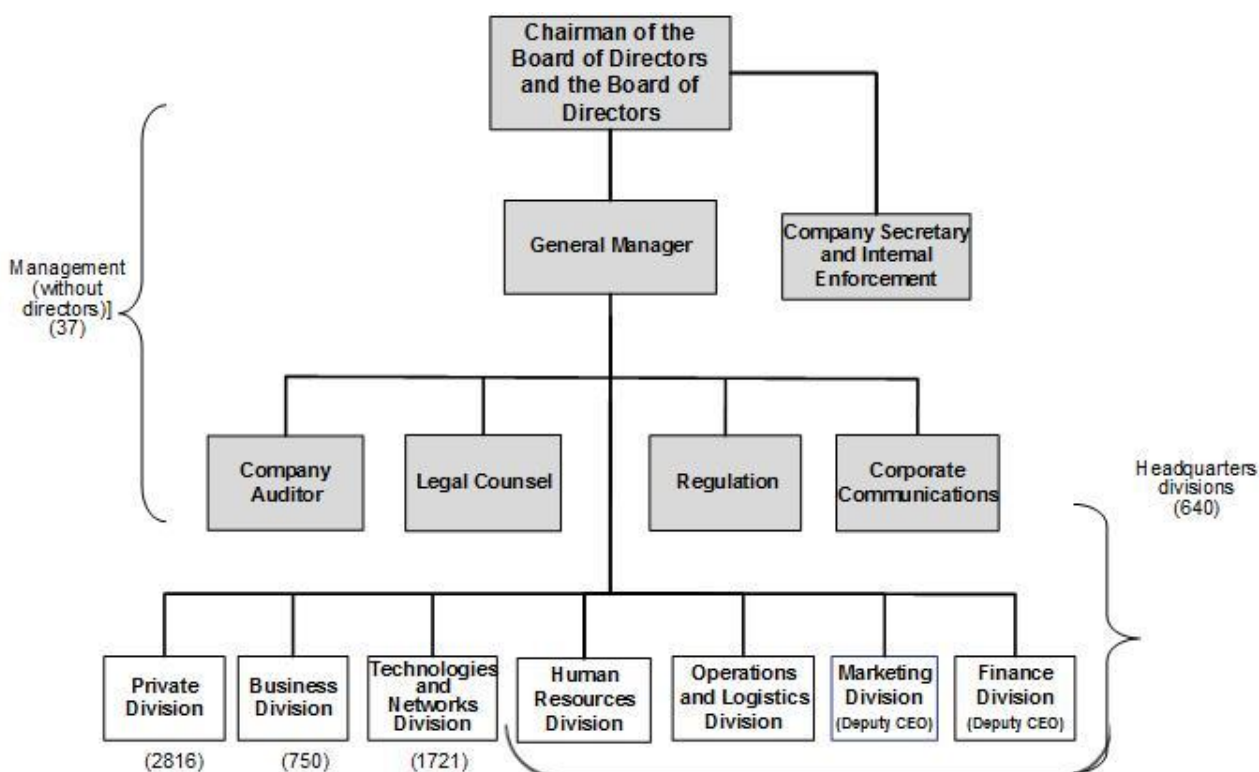 Chairman of the
Board of Directors
and the Board of
Directors
General Manager
Company Secretary
and Internal
Enforcement
Management
(without
directors)]
(37)
Company
Auditor
Legal Counsel
Regulation
Corporate
Communications
Headquarters
divisions
(640)
Private
Division
(2816)
Business
Division
(750)
Technologies
and
Networks
Division
(1721)
Human
Resources
Division
Operations
and Logistics
Division
Marketing
Division
(Deputy CEO)
Finance
Division
(Deputy CEO)